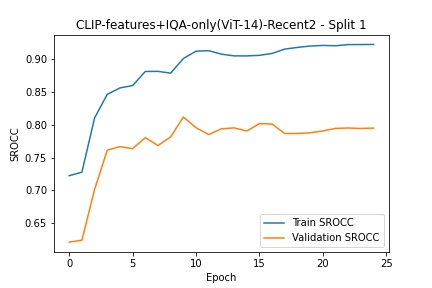 CLIP-features+IQA-only(ViT-14)-Recent2 - Split 1
0.90
0.85
0.80
0.75
0.70
0.65
SROCC
Train SROCC
Validation SROCC
0 5 10 15 20 25
Epoch